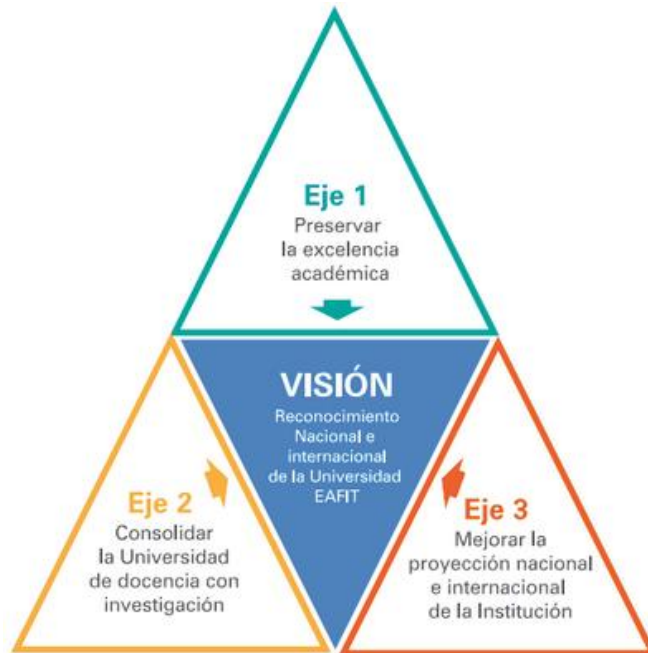 Eje 1
Preservar
la excelencia
académica
VISIÓN
Reconocimiento
Nacional e
internacional
de la Universidad
EAFIT
Eje 2
Consolidar
la Universidad
de docencia con
investigación
Eje 3
Mejorar la
proyección nacional
e internacional
de la Institución